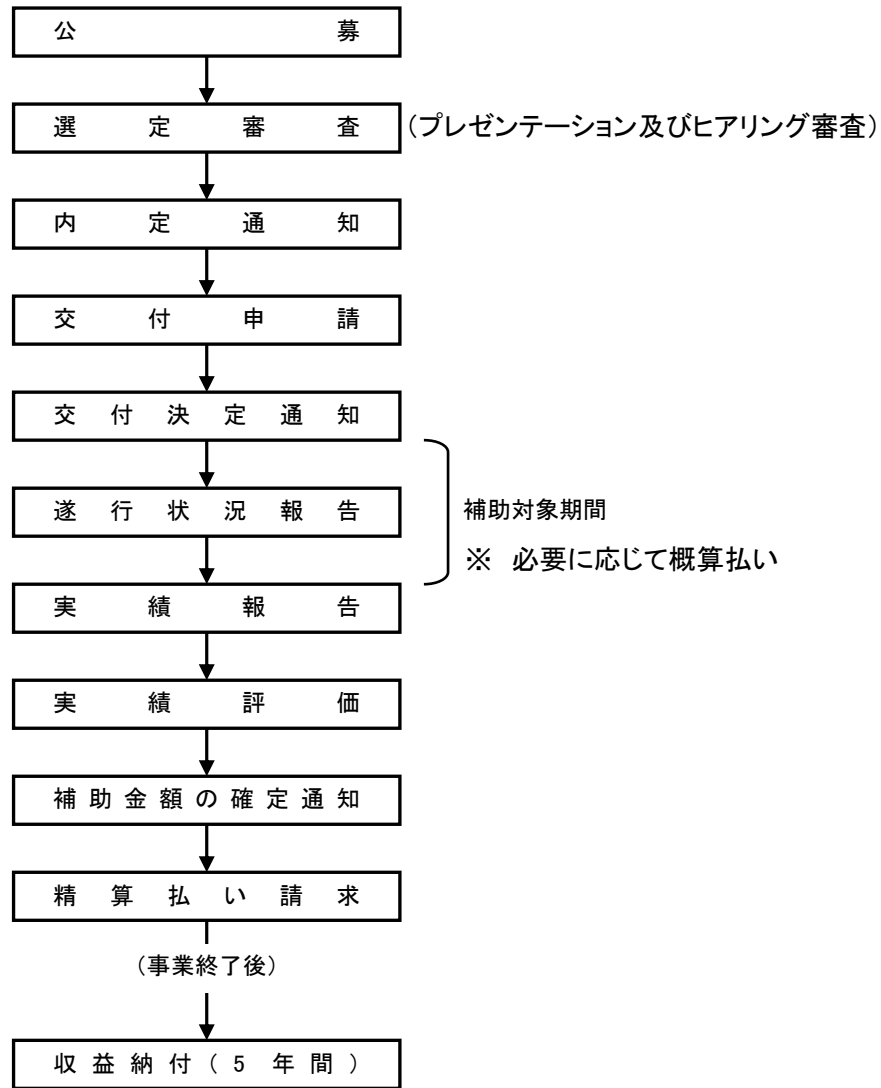 公募
選定審査
(プレゼンテーション及びヒアリング審査)
内定通知
交付申請
交付決定通知
遂行状況報告
補助対象期間
※ 必要に応じて概算払い
実績報告
実績評価
補助金額の確定通知
精算払い請求
(事業終了後)
収益納付(5年間)